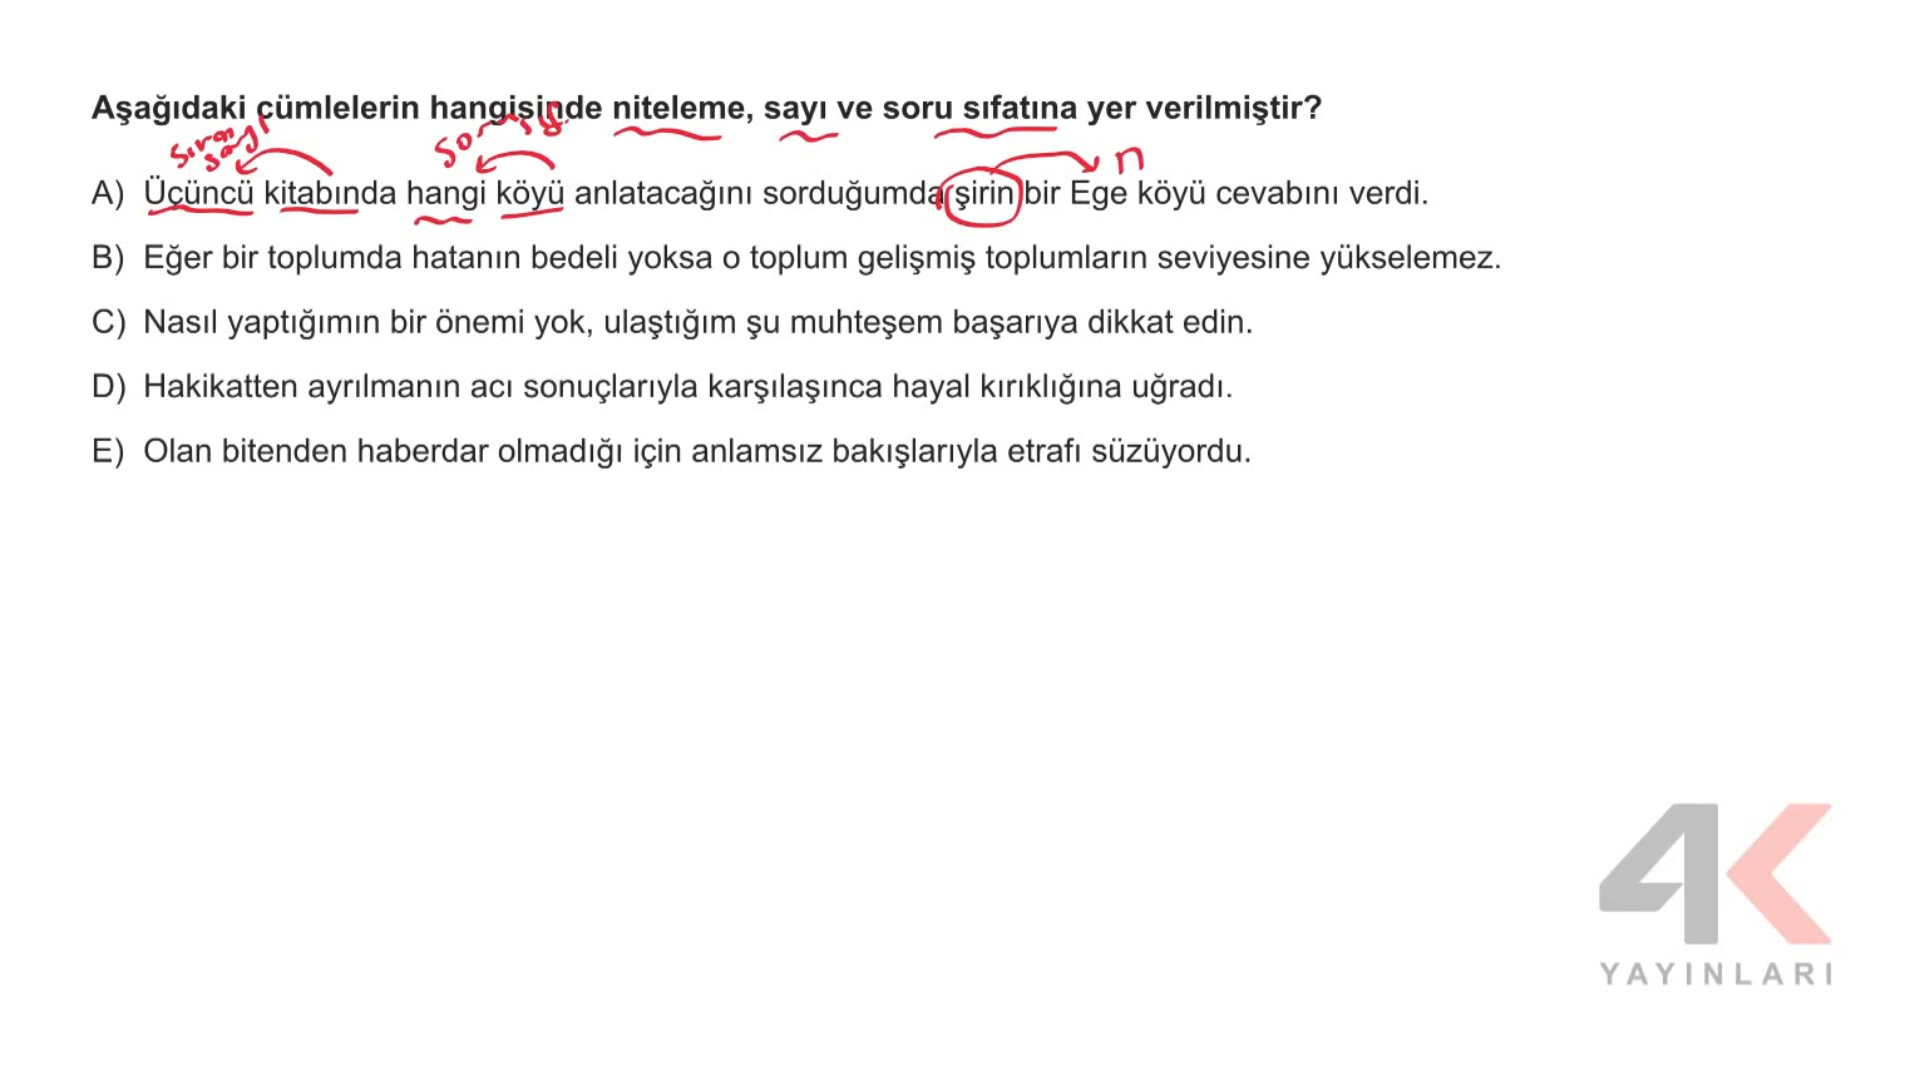 Aşağıdaki cümlelerin hangisinde niteleme, sayı ve soru sıfatına yer verilmiştir?
Sıra soru sıf.
sayı n
A) Üçüncü kitabında hangi köyü anlatacağını sorduğumda şirin bir Ege köyü cevabını verdi.
B) Eğer bir toplumda hatanın bedeli yoksa o toplum gelişmiş toplumların seviyesine yükselemez.
C) Nasıl yaptığımın bir önemi yok, ulaştığım şu muhteşem başarıya dikkat edin.
D) Hakikatten ayrılmanın acı sonuçlarıyla karşılaşınca hayal kırıklığına uğradı.
E) Olan bitenden haberdar olmadığı için anlamsız bakışlarıyla etrafı süzüyordu.
4K
YAYINLARI